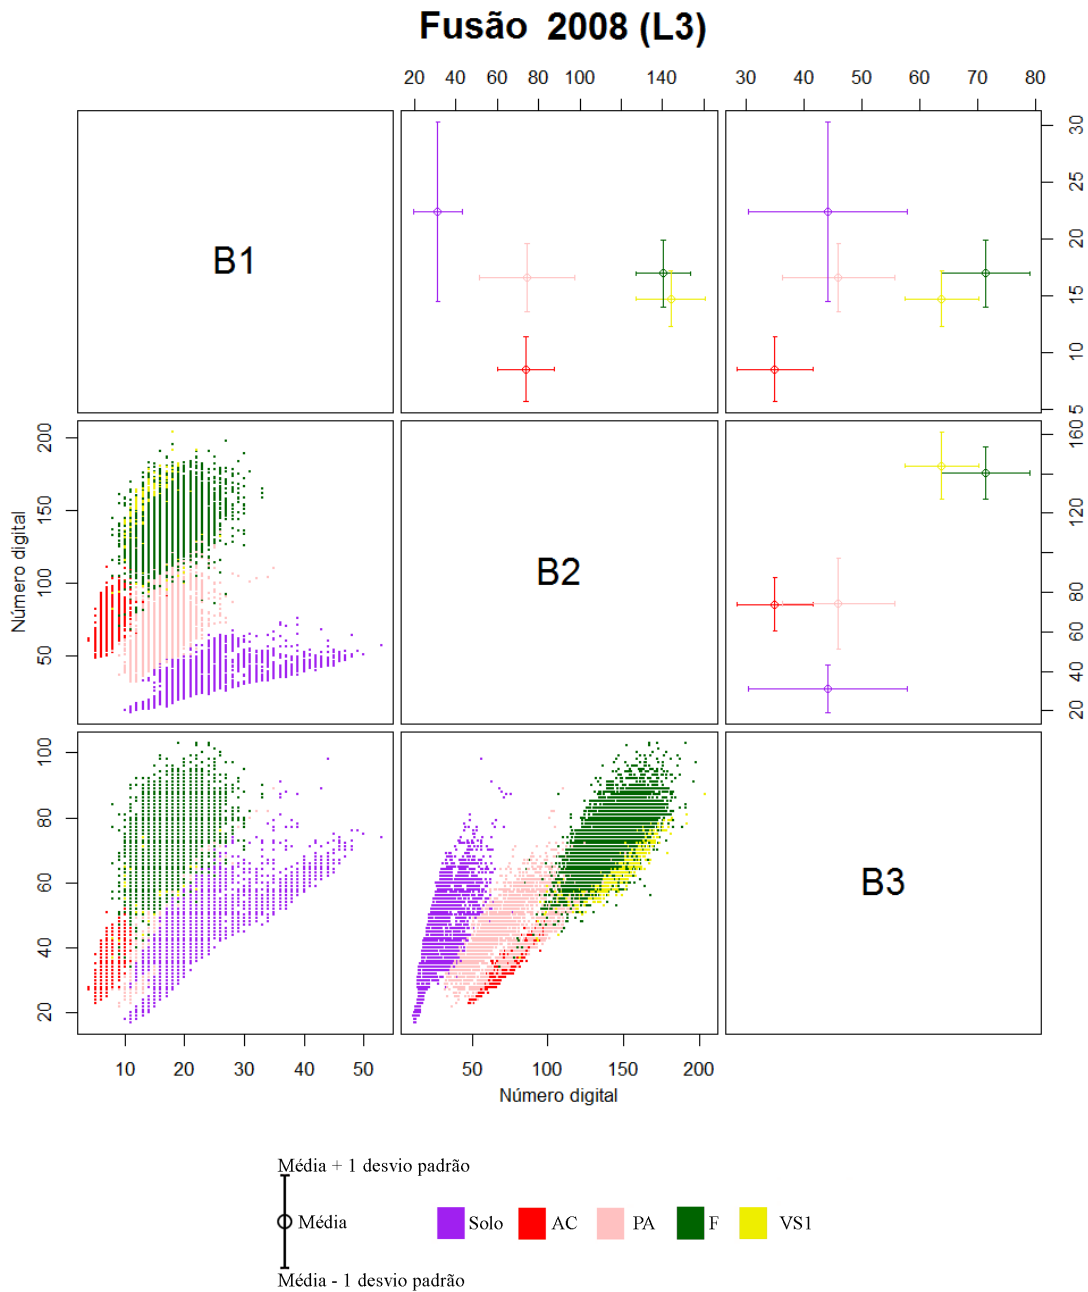 Fusão 2008 (L3)
20 40 60 80 100 140 30 40 50 60 70 80
B1
30
25
20
15
10
5
Número digital
200
150
100
50
B2
160
120
80
60
40
20
100
80
60
40
20
B3
10 20 30 40 50
50 100 150 200
Número digital
Média + 1 desvio padrão
Média
Solo AC PA F VS1
Média - 1 desvio padrão